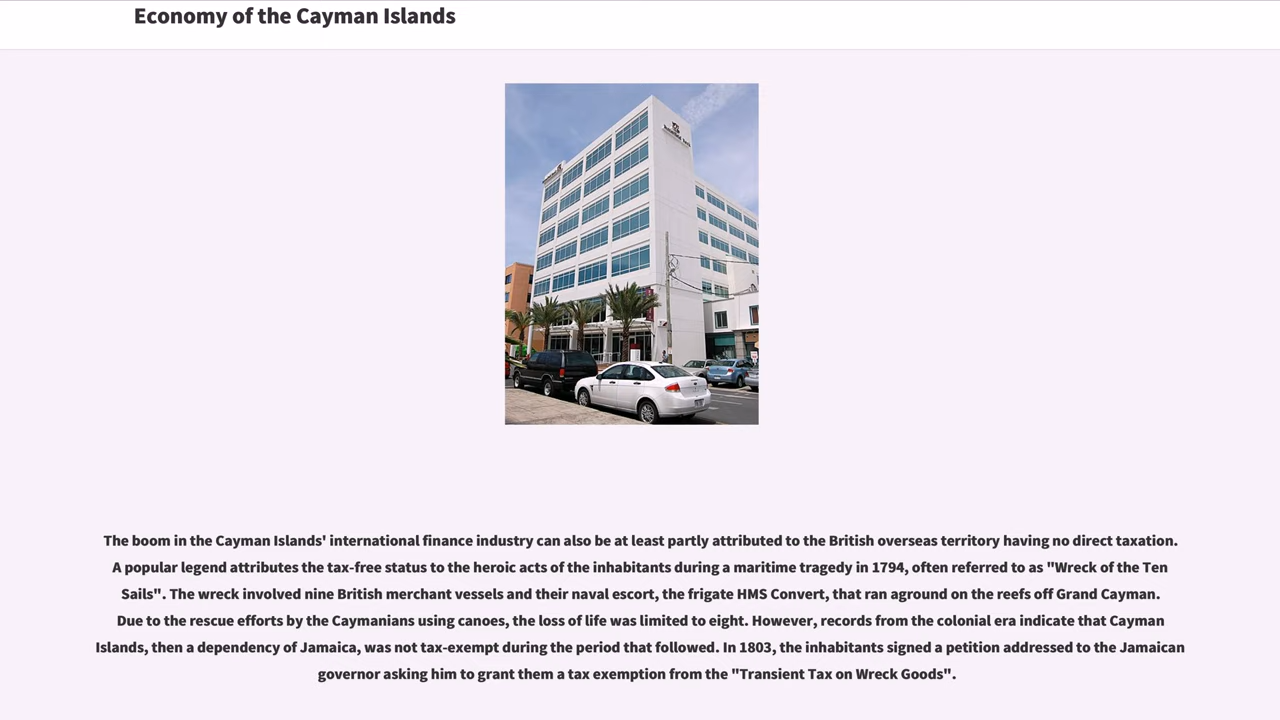 Economy of the Cayman Islands
The boom in the Cayman Islands' international finance industry can also be at least partly attributed to the British overseas territory having no direct taxation.
A popular legend attributes the tax-free status to the heroic acts of the inhabitants during a maritime tragedy in 1794, often referred to as "Wreck of the Ten
Sails". The wreck involved nine British merchant vessels and their naval escort, the frigate HMS Convert, that ran aground on the reefs off Grand Cayman.
Due to the rescue efforts by the Caymanians using canoes, the loss of life was limited to eight. However, records from the colonial era indicate that Cayman
Islands, then a dependency of Jamaica, was not tax-exempt during the period that followed. In 1803, the inhabitants signed a petition addressed to the Jamaican
governor asking him to grant them a tax exemption from the "Transient Tax on Wreck Goods".